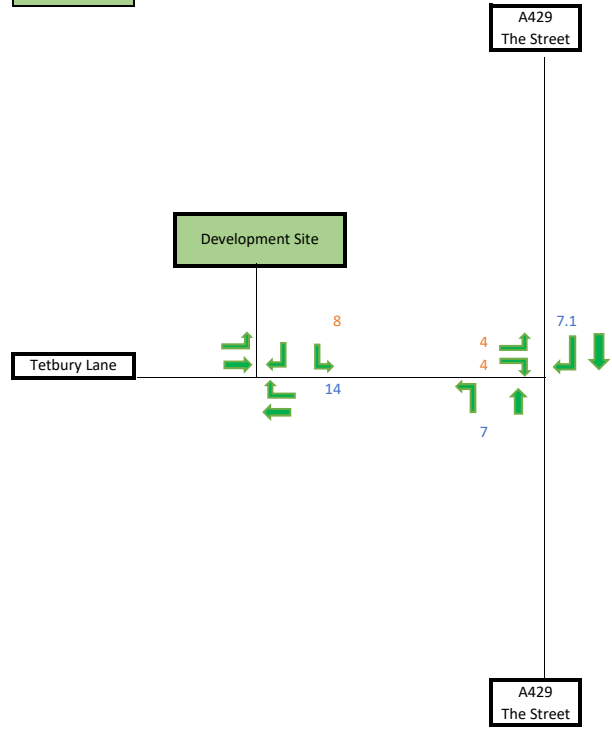 A429
The Street
Development Site
8
7.1
4
4
Tetbury Lane
14
7
A429
The Street